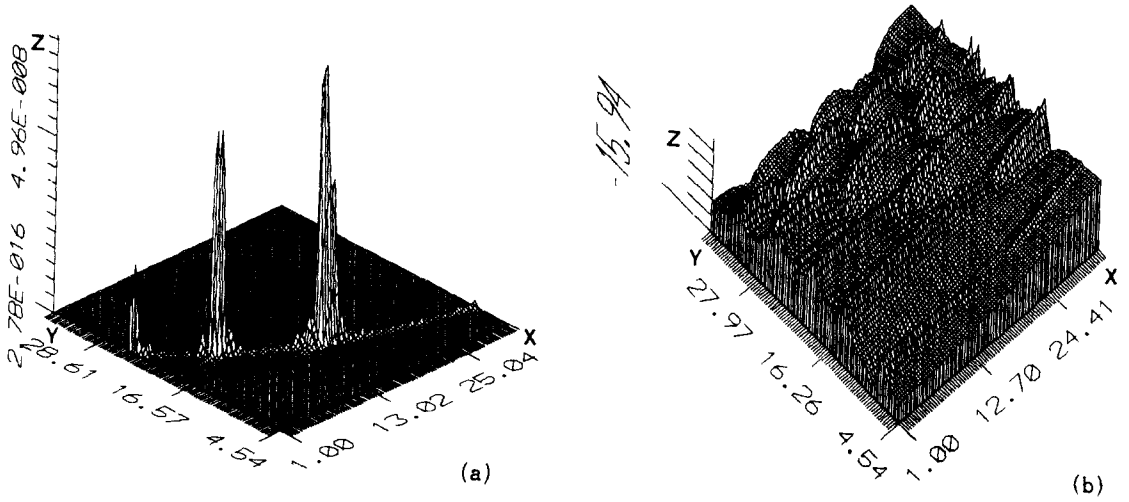 Z
2.78E-016 4.96E-008
Y
28.61 16.57 4.54
X
1.00 13.02 25.04
(a)
-15.94
Z
Y
27.97 16.26 4.54
X
1.00 12.70 24.41
(b)